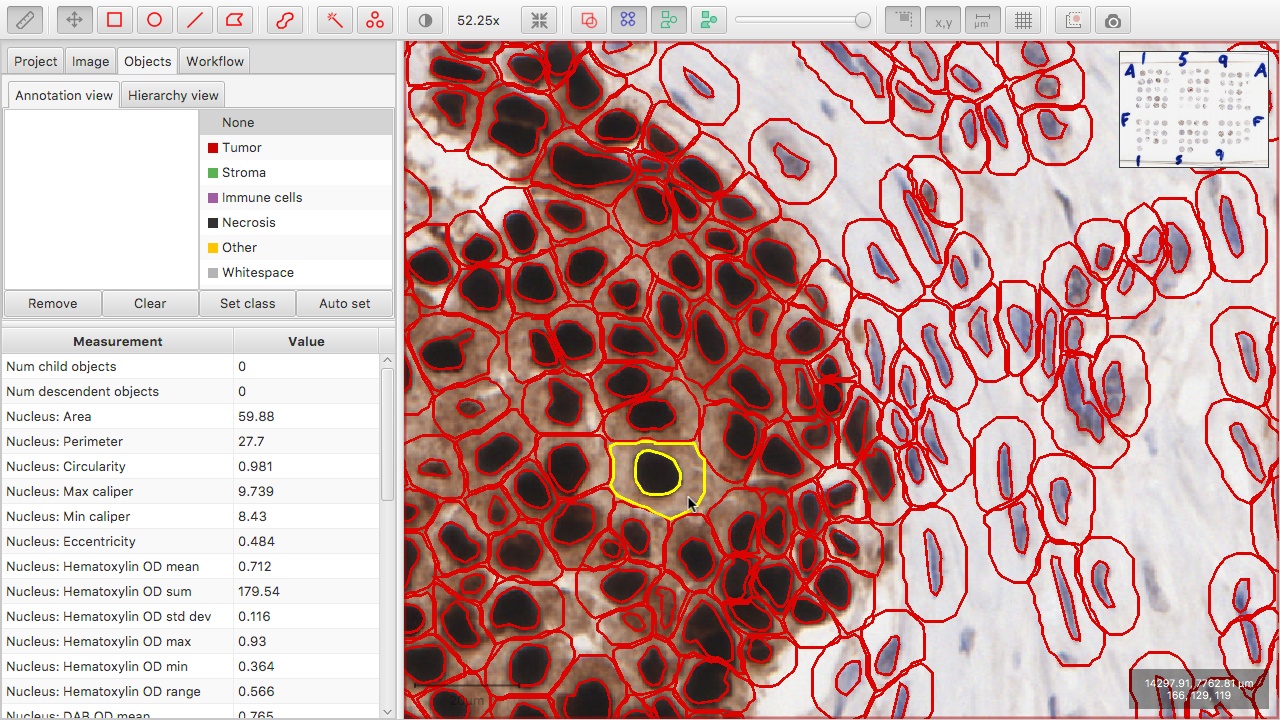 52.25x
x,y
µm
Project Image Objects Workflow
Annotation view Hierarchy view
None
Tumor
Stroma
Immune cells
Necrosis
Other
Whitespace
Remove Clear Set class Auto set
Measurement Value
Num child objects 0
Num descendent objects 0
Nucleus: Area 59.88
Nucleus: Perimeter 27.7
Nucleus: Circularity 0.981
Nucleus: Max caliper 9.739
Nucleus: Min caliper 8.43
Nucleus: Eccentricity 0.484
Nucleus: Hematoxylin OD mean 0.712
Nucleus: Hematoxylin OD sum 179.54
Nucleus: Hematoxylin OD std dev 0.116
Nucleus: Hematoxylin OD max 0.93
Nucleus: Hematoxylin OD min 0.364
Nucleus: Hematoxylin OD range 0.566
Nucleus: DAB OD mean 0.765
1 5 9
A A
F F
1 5 9
20µm
14297.91, 7762.81 µm
166, 129, 119